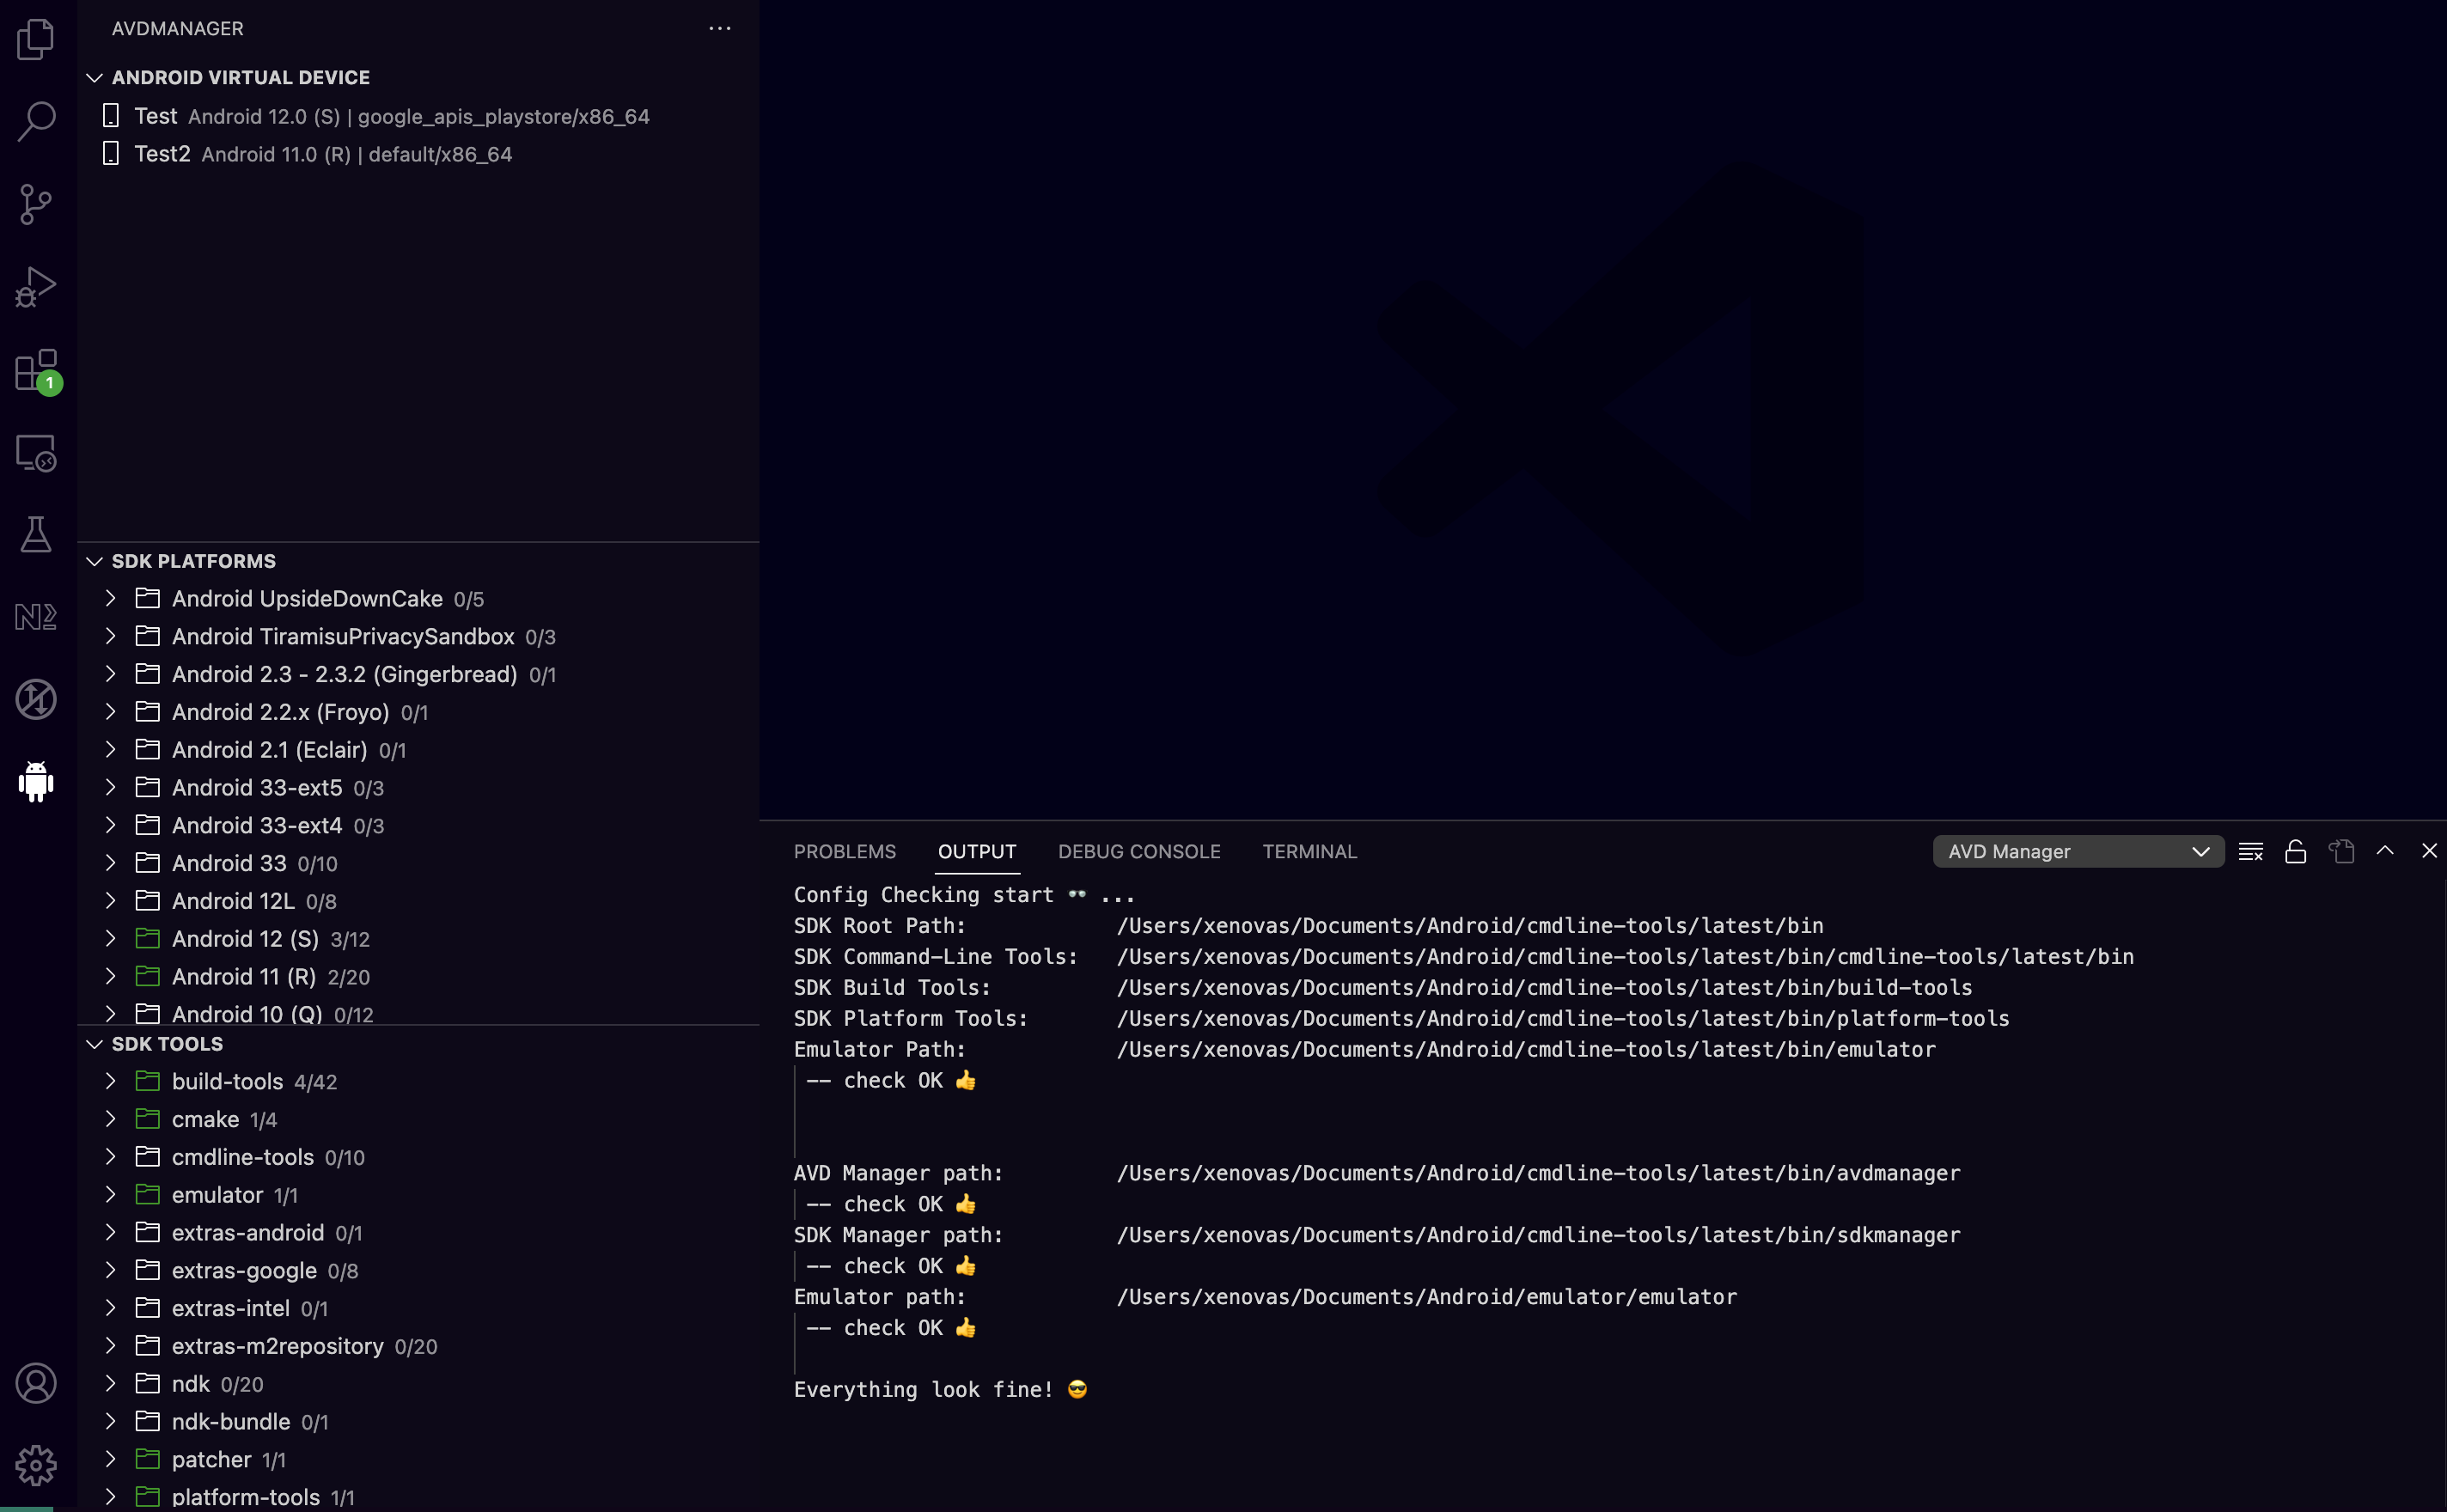 AVDMANAGER
ANDROID VIRTUAL DEVICE
Test Android 12.0 (S) | google_apis_playstore/x86_64
Test2 Android 11.0 (R) | default/x86_64
1
SDK PLATFORMS
Android UpsideDownCake 0/5
Android TiramisuPrivacySandbox 0/3
Android 2.3 - 2.3.2 (Gingerbread) 0/1
Android 2.2.x (Froyo) 0/1
Android 2.1 (Eclair) 0/1
Android 33-ext5 0/3
Android 33-ext4 0/3
Android 33 0/10
Android 12L 0/8
Android 12 (S) 3/12
Android 11 (R) 2/20
Android 10 (Q) 0/12
SDK TOOLS
build-tools 4/42
cmake 1/4
cmdline-tools 0/10
emulator 1/1
extras-android 0/1
extras-google 0/8
extras-intel 0/1
extras-m2repository 0/20
ndk 0/20
ndk-bundle 0/1
patcher 1/1
platform-tools 1/1
PROBLEMS OUTPUT DEBUG CONSOLE TERMINAL AVD Manager
Config Checking start 🕶️ ...
SDK Root Path: /Users/xenovas/Documents/Android/cmdline-tools/latest/bin
SDK Command-Line Tools: /Users/xenovas/Documents/Android/cmdline-tools/latest/bin/cmdline-tools/latest/bin
SDK Build Tools: /Users/xenovas/Documents/Android/cmdline-tools/latest/bin/build-tools
SDK Platform Tools: /Users/xenovas/Documents/Android/cmdline-tools/latest/bin/platform-tools
Emulator Path: /Users/xenovas/Documents/Android/cmdline-tools/latest/bin/emulator
-- check OK 👍
AVD Manager path: /Users/xenovas/Documents/Android/cmdline-tools/latest/bin/avdmanager
-- check OK 👍
SDK Manager path: /Users/xenovas/Documents/Android/cmdline-tools/latest/bin/sdkmanager
-- check OK 👍
Emulator path: /Users/xenovas/Documents/Android/emulator/emulator
-- check OK 👍
Everything look fine! 😎